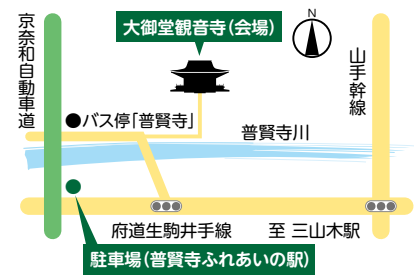 大御堂観音寺(会場)
N
京奈和自動車道
山手幹線
バス停「普賢寺」
普賢寺川
府道生駒井手線
至 三山木駅
駐車場(普賢寺ふれあいの駅)